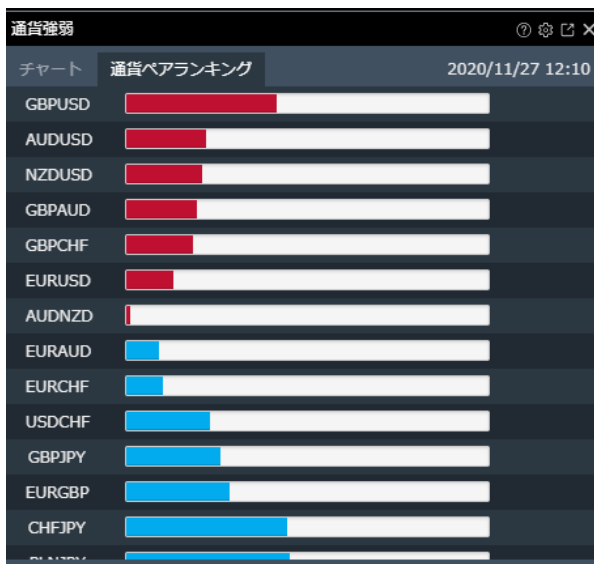 通貨強弱
チャート 通貨ペアランキング 2020/11/27 12:10
GBPUSD
AUDUSD
NZDUSD
GBPAUD
GBPCHF
EURUSD
AUDNZD
EURAUD
EURCHF
USDCHF
GBPJPY
EURGBP
CHFJPY